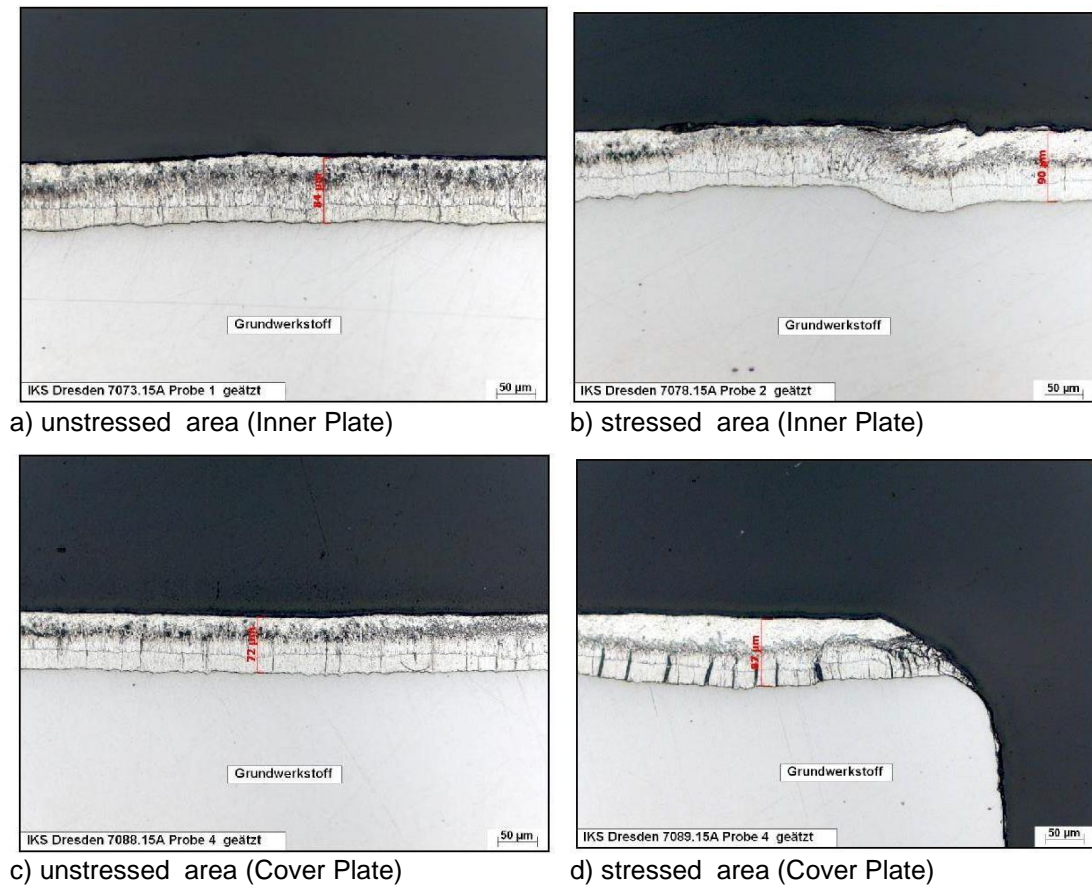 84 µm
Grundwerkstoff
IKS Dresden 7073.15A Probe 1 geätzt
50 µm
90 µm
Grundwerkstoff
IKS Dresden 7078.15A Probe 2 geätzt
50 µm
a) unstressed area (Inner Plate)
b) stressed area (Inner Plate)
72 µm
Grundwerkstoff
IKS Dresden 7088.15A Probe 4 geätzt
50 µm
87 µm
Grundwerkstoff
IKS Dresden 7089.15A Probe 4 geätzt
50 µm
c) unstressed area (Cover Plate)
d) stressed area (Cover Plate)